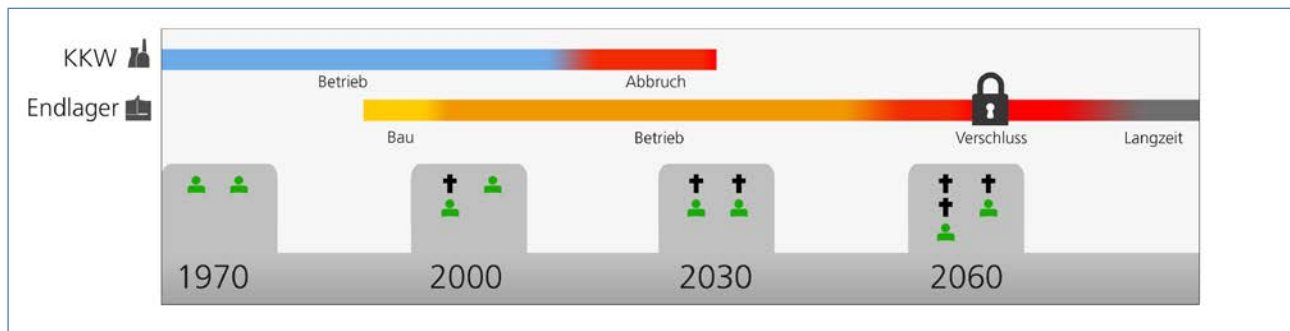 KKW
Betrieb Abbruch
Endlager
Bau Betrieb Verschluss Langzeit
1970 2000 2030 2060